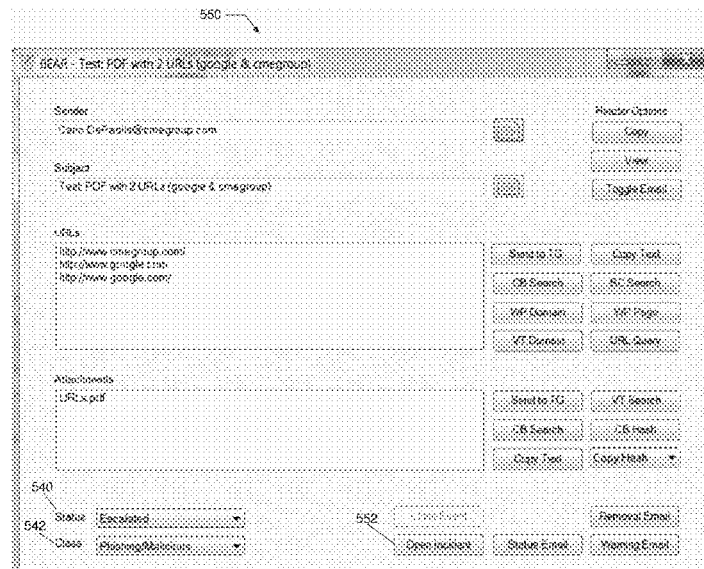 550
BEAR - Test: PDF with 2 URLs (google & cmegroup)
Sender
Reader Options
Copy
View
Subject
Test: PDF with 2 URLs (google & cmegroup)
Toggle Email
URLs
http://www.cmegroup.com/
http://www.google.com
http://www.google.com/
Send to TG
Copy Text
CB Search
BC Search
WP Domain
WP Page
VT Domain
URL Query
Attachments
URLs.pdf
Send to TG
VT Search
CB Search
CB Hash
Copy Text
Copy Hash
540
Status
Escalated
552
Removal Email
542
Class
Phishing/Malicious
Open Incident
Status Email
Warning Email